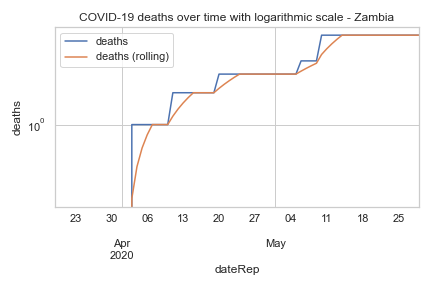 COVID-19 deaths over time with logarithmic scale - Zambia
deaths
deaths (rolling)
deaths
10⁰
23 30 06 13 20 27 04 11 18 25
Apr May
2020
dateRep